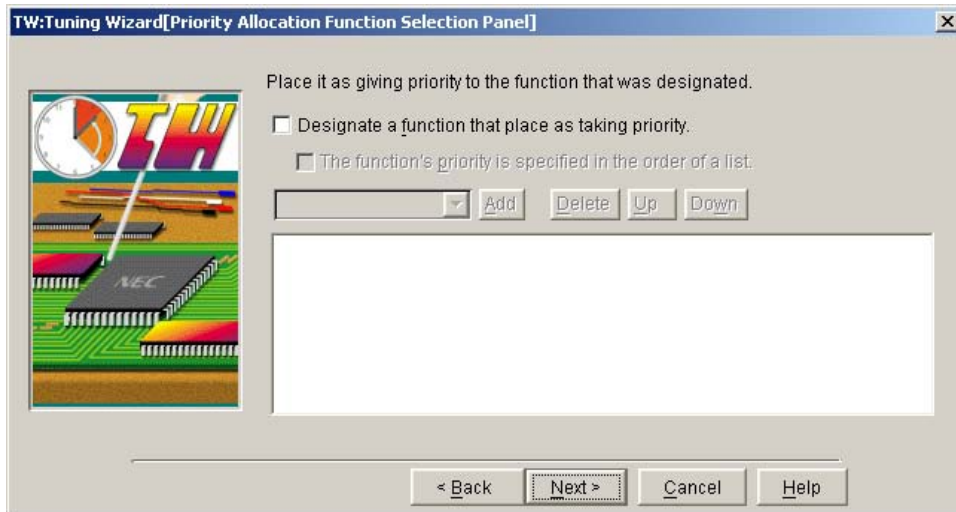 TW:Tuning Wizard[Priority Allocation Function Selection Panel]
Place it as giving priority to the function that was designated.
TW
Designate a function that place as taking priority.
The function's priority is specified in the order of a list.
Add Delete Up Down
NEC
< Back Next > Cancel Help